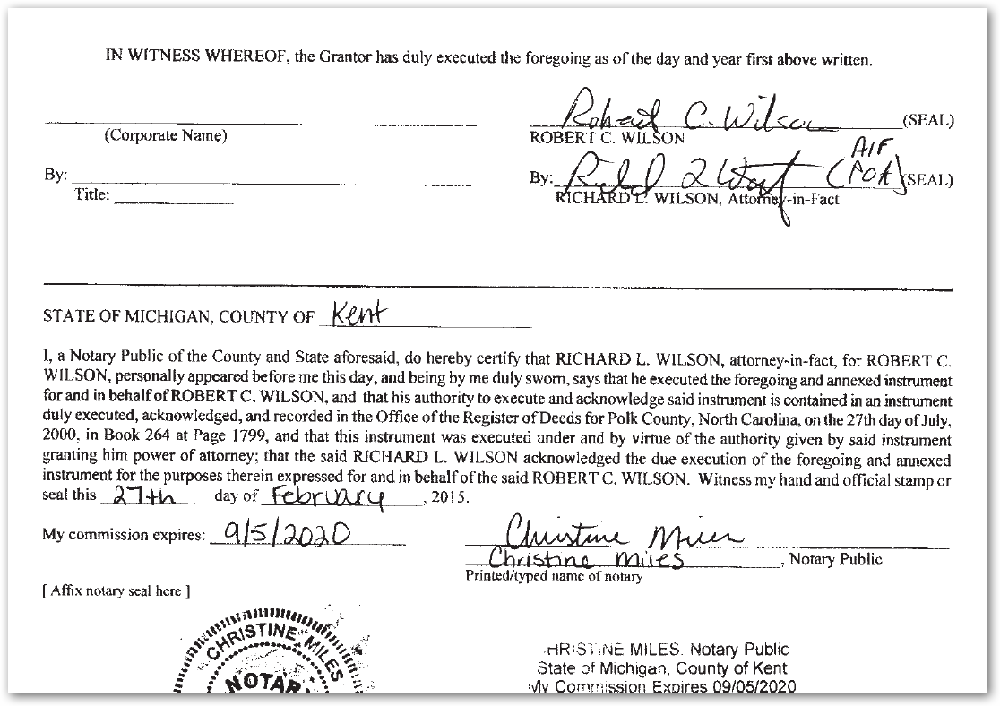 IN WITNESS WHEREOF, the Grantor has duly executed the foregoing as of the day and year first above written.
Robert C. Wilson (SEAL)
(Corporate Name) ROBERT C. WILSON
AIF
By: By: (POA) (SEAL)
Title: RICHARD L. WILSON, Attorney-in-Fact
STATE OF MICHIGAN, COUNTY OF Kent
I, a Notary Public of the County and State aforesaid, do hereby certify that RICHARD L. WILSON, attorney-in-fact, for ROBERT C.
WILSON, personally appeared before me this day, and being by me duly sworn, says that he executed the foregoing and annexed instrument
for and in behalf of ROBERT C. WILSON, and that his authority to execute and acknowledge said instrument is contained in an instrument
duly executed, acknowledged, and recorded in the Office of the Register of Deeds for Polk County, North Carolina, on the 27th day of July,
2000, in Book 264 at Page 1799, and that this instrument was executed under and by virtue of the authority given by said instrument
granting him power of attorney; that the said RICHARD L. WILSON acknowledged the due execution of the foregoing and annexed
instrument for the purposes therein expressed for and in behalf of the said ROBERT C. WILSON. Witness my hand and official stamp or
seal this 27th day of February, 2015.
My commission expires: 9/5/2020 Christine Miles
Christine Miles, Notary Public
Printed/typed name of notary
[ Affix notary seal here ]
CHRISTINE MILES
NOTAR
HRISTINE MILES, Notary Public
State of Michigan, County of Kent
My Commission Expires 09/05/2020